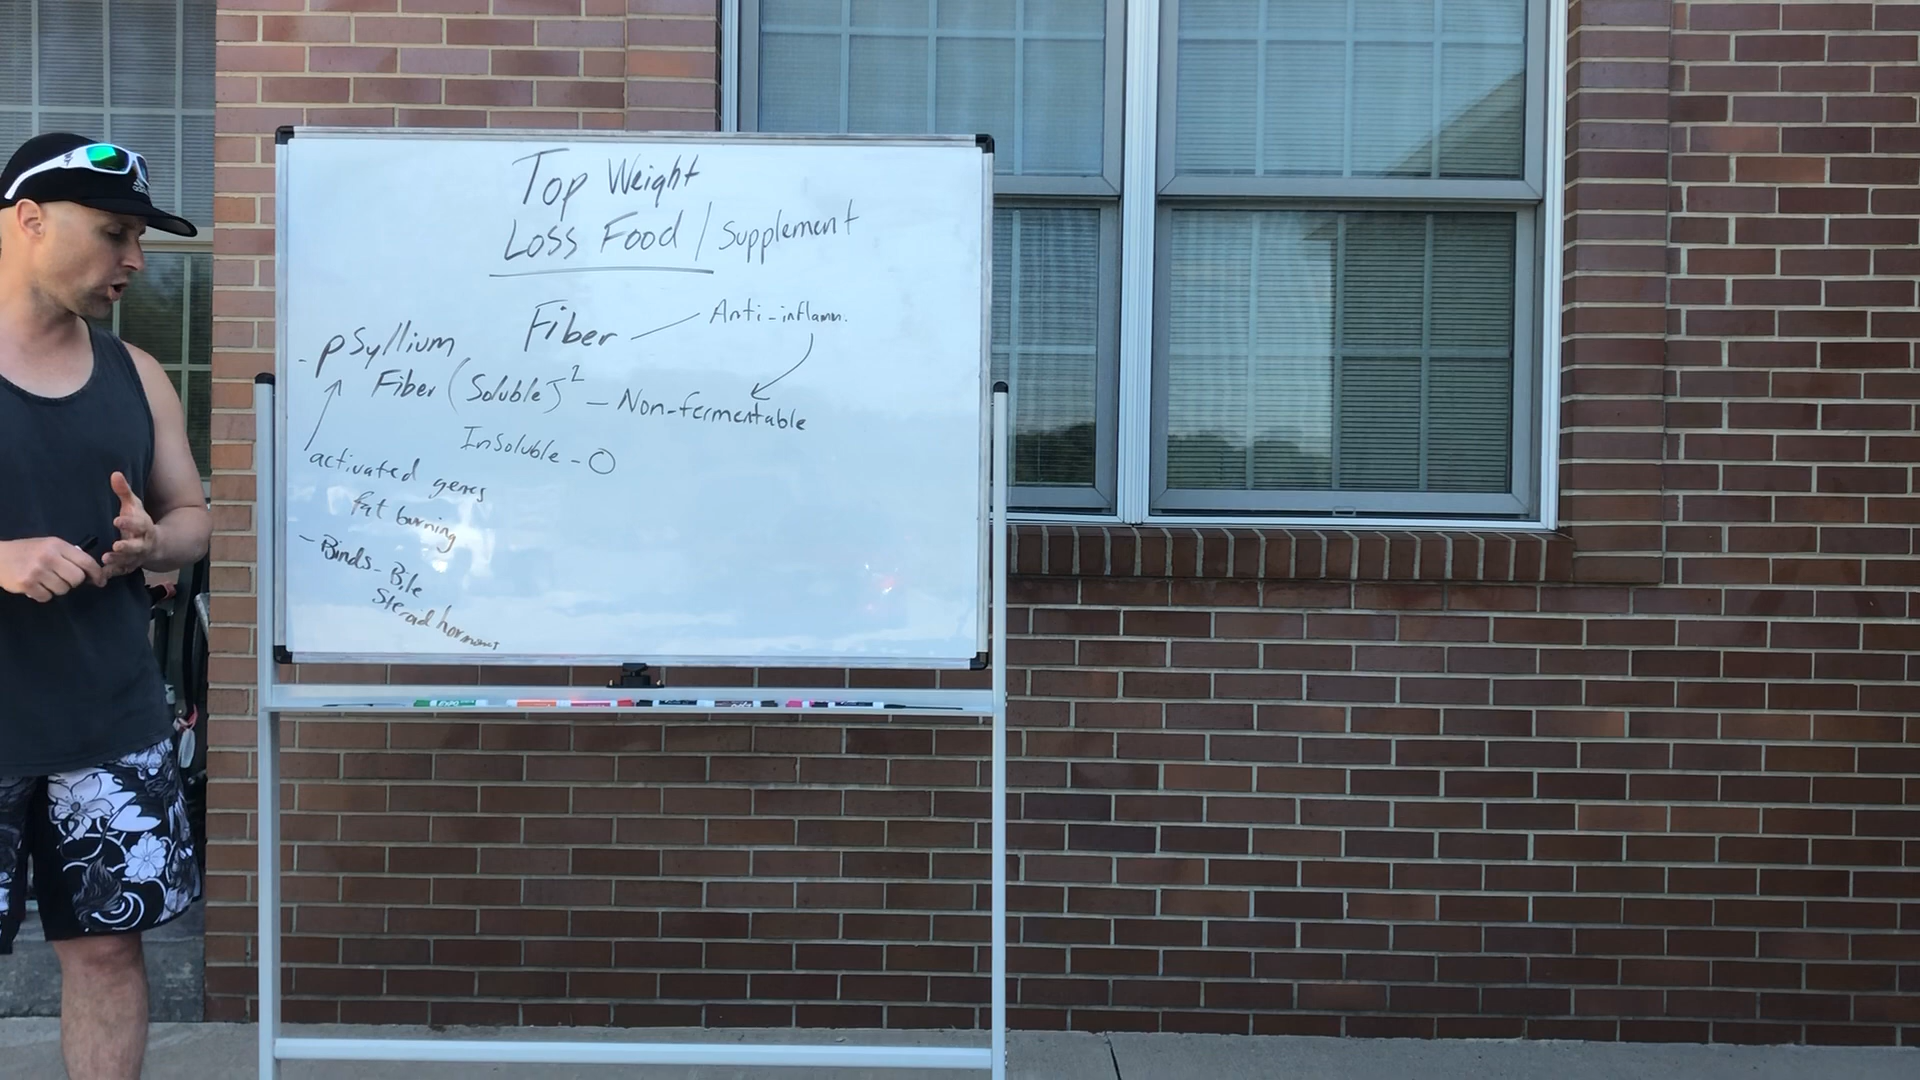 Top Weight
Loss Food / Supplement
Fiber — Anti-inflamm.
- psyllium
Fiber (Soluble)² - Non-fermentable
Insoluble - O
activated genes
fat burning
- Binds - Bile
Steroid hormones